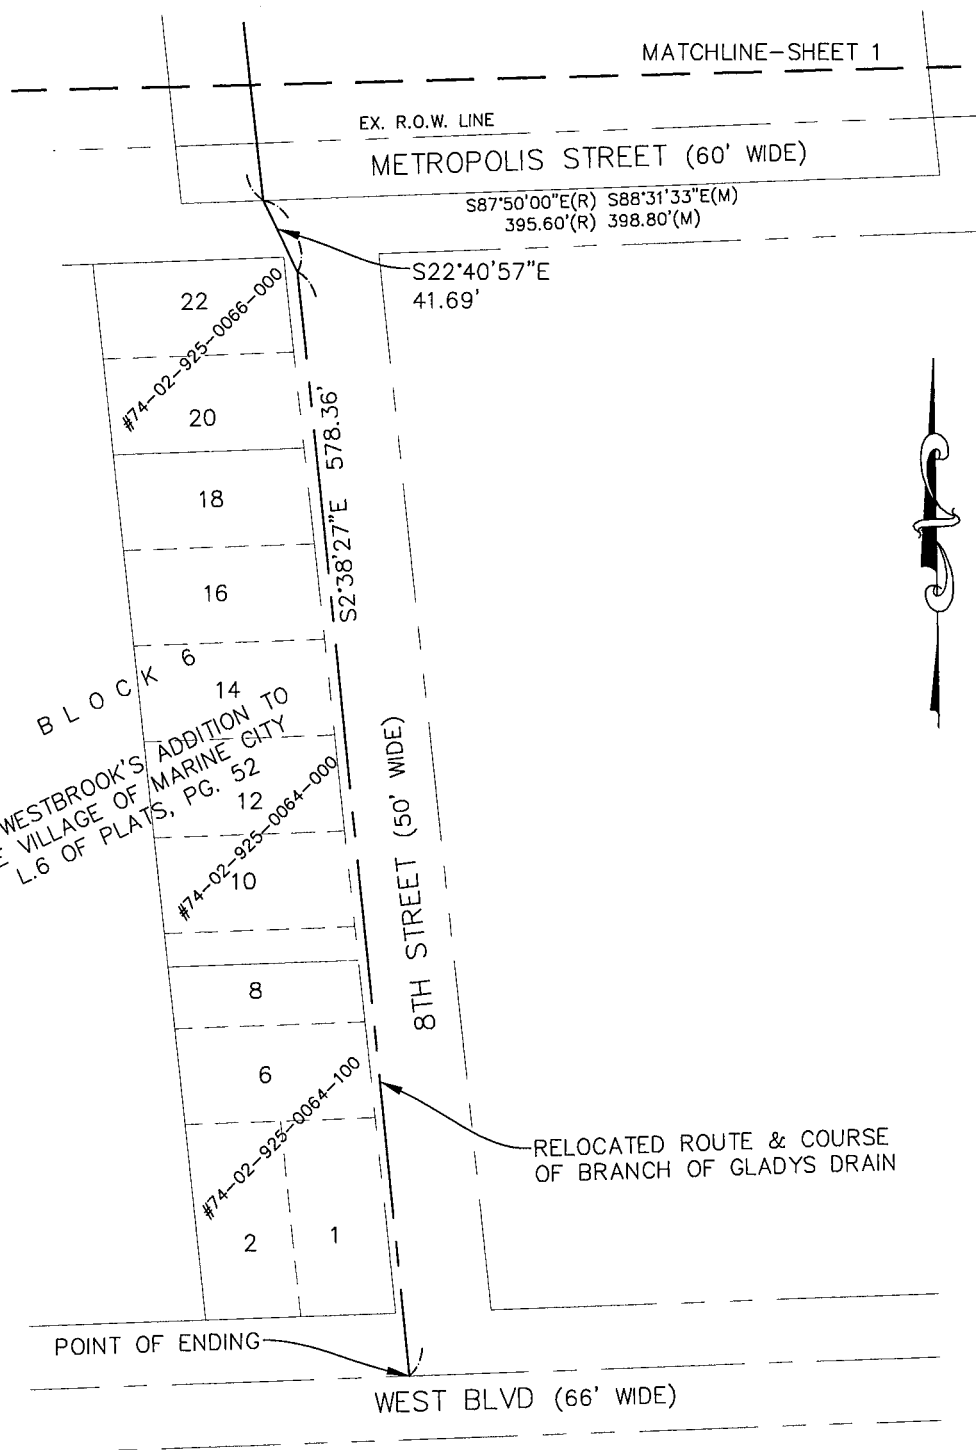 MATCHLINE-SHEET 1
EX. R.O.W. LINE
METROPOLIS STREET (60' WIDE)
S87°50'00"E(R) S88°31'33"E(M)
395.60'(R) 398.80'(M)
S22°40'57"E
41.69'
22
#74-02-925-0066-000
20
S2°38'27"E 578.36'
18
16
BLOCK 6
14
WESTBROOK'S ADDITION TO
E VILLAGE OF MARINE CITY
L.6 OF PLATS, PG. 52
12
#74-02-925-0064-000
10
8TH STREET (50' WIDE)
8
6
#74-02-925-0064-100
RELOCATED ROUTE & COURSE
OF BRANCH OF GLADYS DRAIN
2
1
POINT OF ENDING
WEST BLVD (66' WIDE)